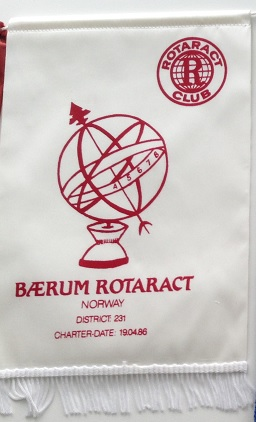 ROTARACT
R
CLUB
4 5 6 7 8
BÆRUM ROTARACT
NORWAY
DISTRICT: 231
CHARTER-DATE: 19.04.86